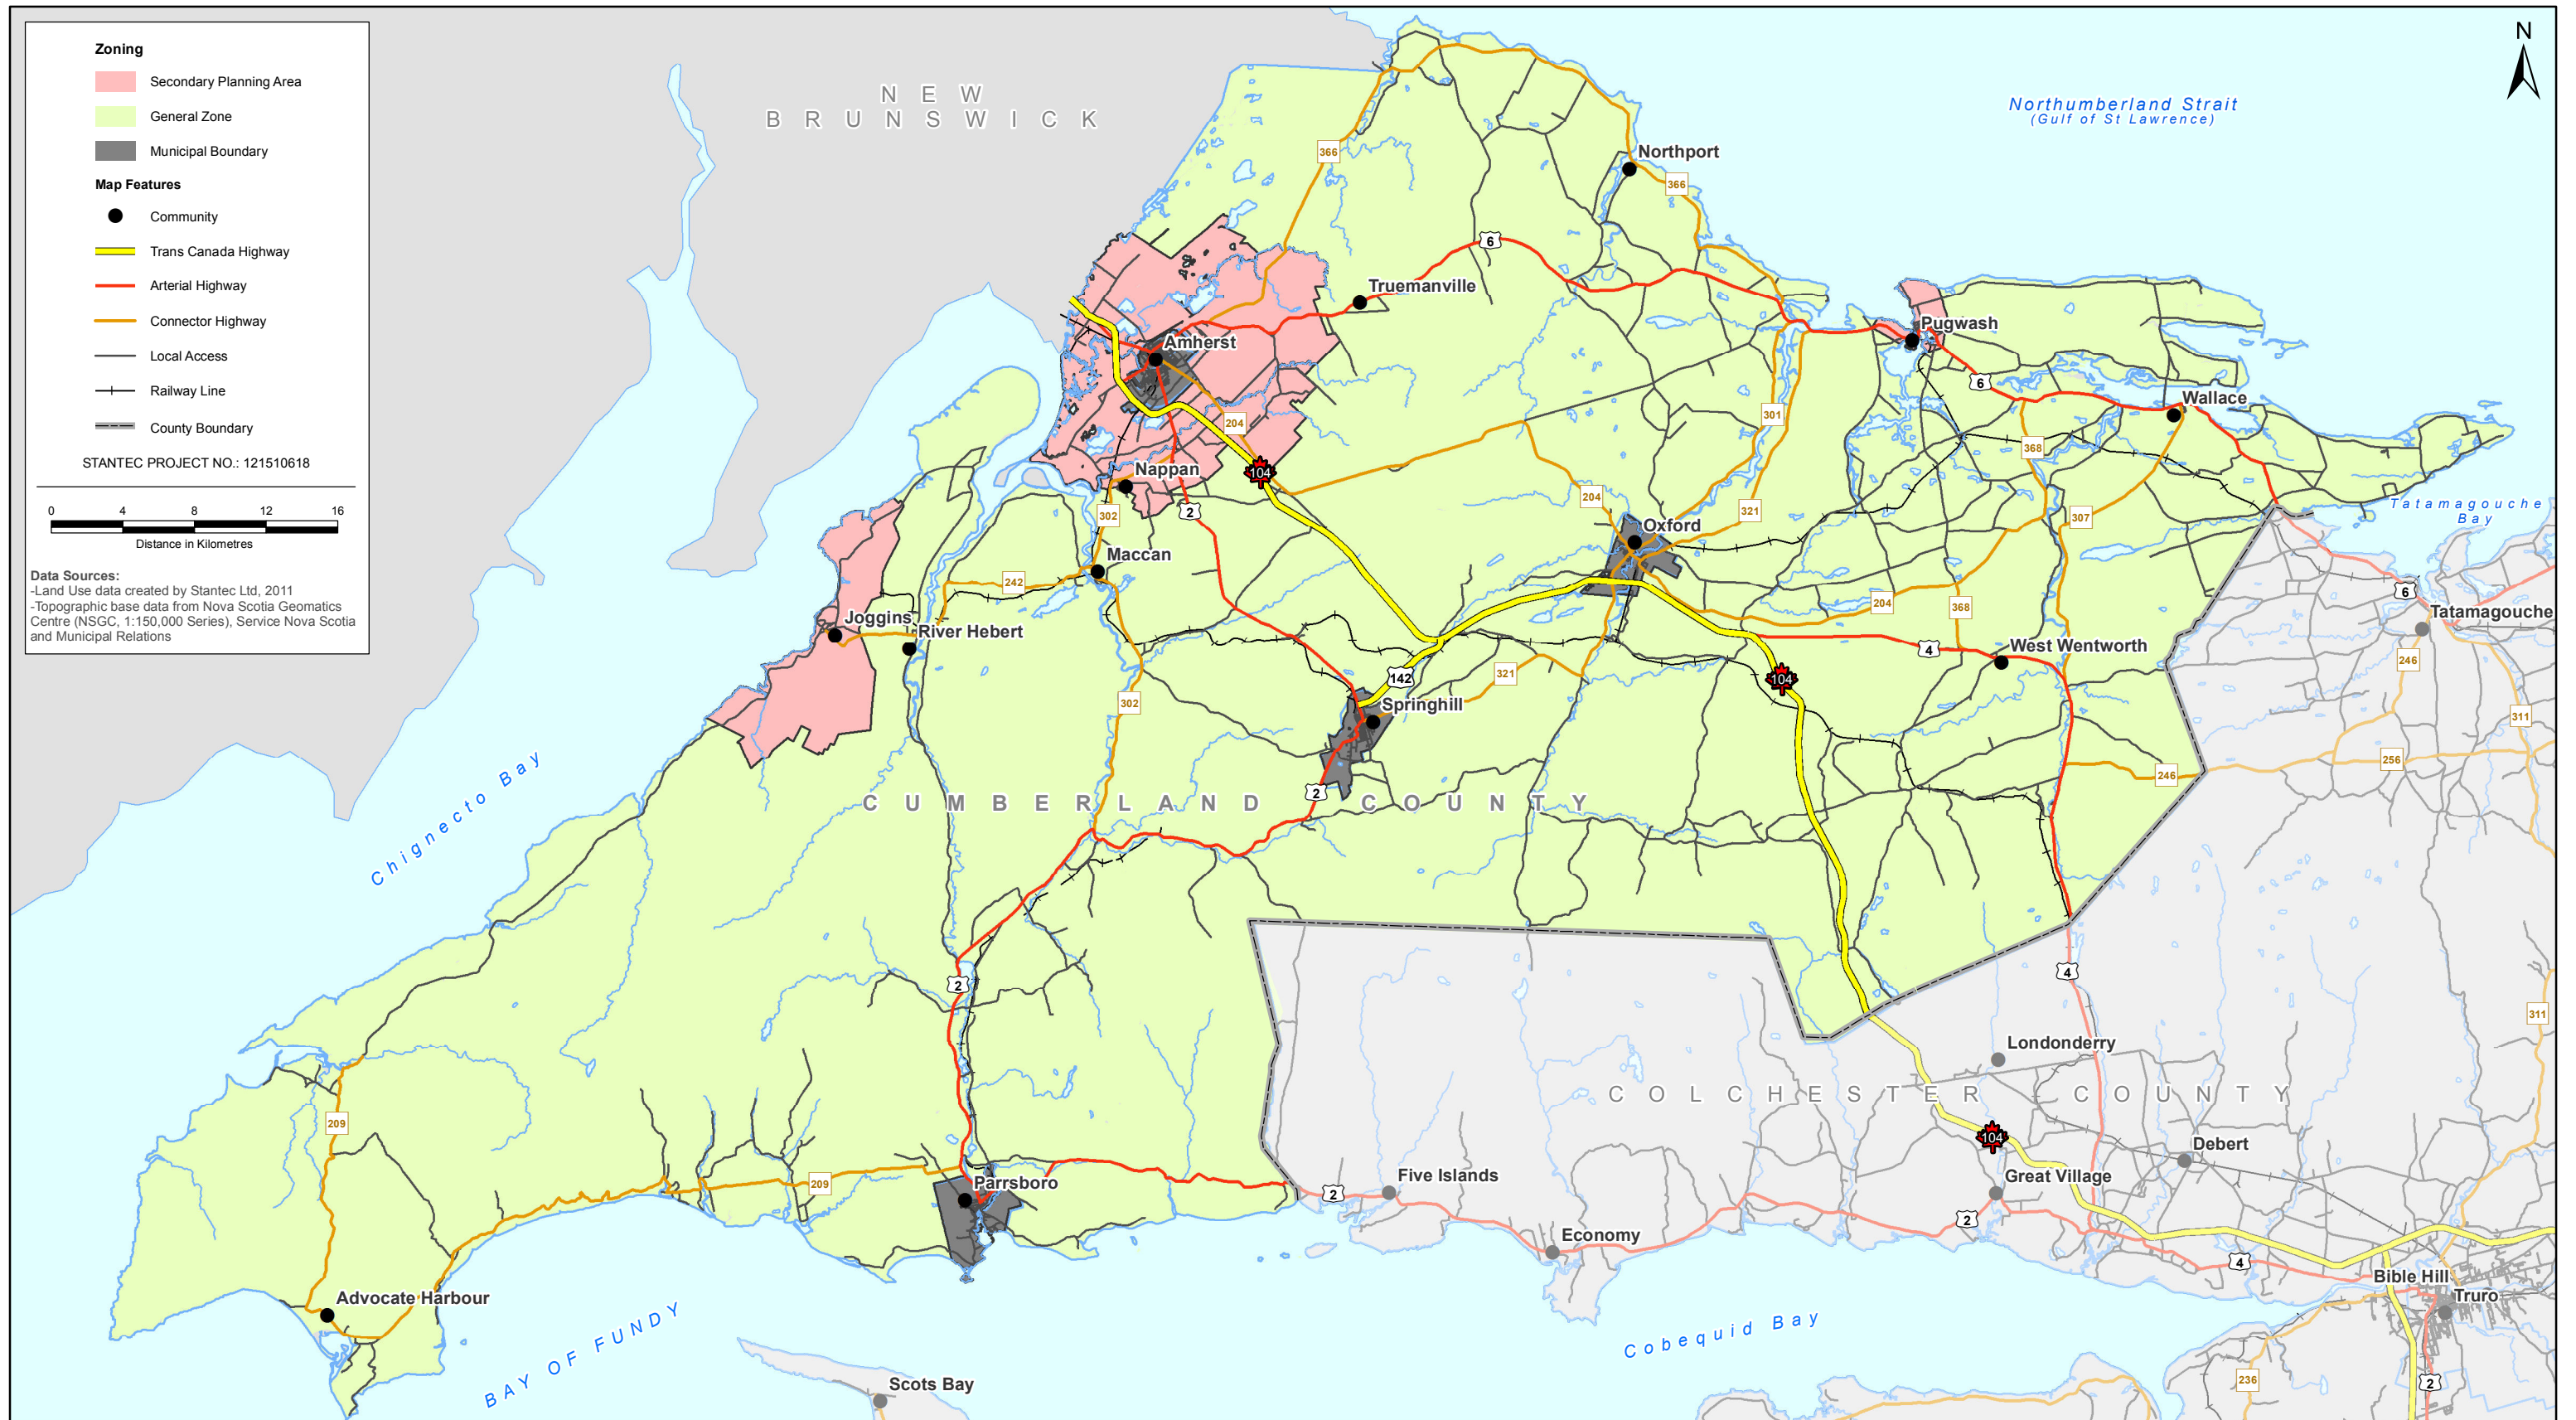 Zoning
Secondary Planning Area
General Zone
Municipal Boundary
Map Features
Community
Trans Canada Highway
Arterial Highway
Connector Highway
Local Access
Railway Line
County Boundary
STANTEC PROJECT NO.: 121510618
0 4 8 12 16
Distance in Kilometres
Data Sources:
-Land Use data created by Stantec Ltd, 2011
-Topographic base data from Nova Scotia Geomatics
Centre (NSGC, 1:150,000 Series), Service Nova Scotia
and Municipal Relations
N
NEW
BRUNSWICK
Northumberland Strait
(Gulf of St Lawrence)
366
Northport
366
6
Truemanville
Pugwash
Amherst
6
Wallace
301
204
368
104
Nappan
204
321
307
Tatamagouche
Bay
302
2
Oxford
Maccan
242
204
368
6
Tatamagouche
Joggins
River Hebert
4
West Wentworth
246
321
142
104
302
Springhill
311
256
246
2
Chignecto Bay
CUMBERLAND COUNTY
2
4
311
Londonderry
COLCHESTER COUNTY
209
104
Debert
209
Parrsboro
2
Five Islands
Great Village
2
Economy
4
Bible Hill
Truro
Advocate Harbour
BAY OF FUNDY
Cobequid Bay
Scots Bay
236
2